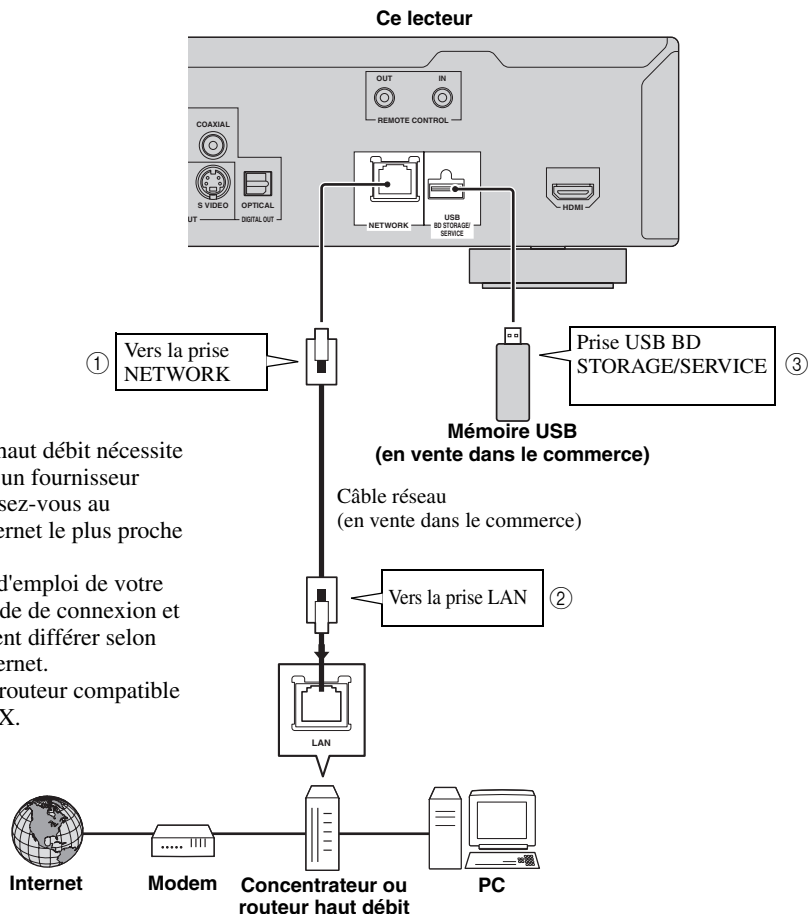 Ce lecteur
OUT
IN
REMOTE CONTROL
COAXIAL
S VIDEO
OPTICAL
UT
DIGITAL OUT
NETWORK
USB
BD STORAGE/
SERVICE
HDMI
①
Vers la prise
NETWORK
Prise USB BD
STORAGE/SERVICE
③
Mémoire USB
(en vente dans le commerce)
haut débit nécessite
un fournisseur
sez-vous au
ernet le plus proche
Câble réseau
(en vente dans le commerce)
d'emploi de votre
de de connexion et
ent différer selon
ernet.
routeur compatible
X.
Vers la prise LAN
②
LAN
Internet
Modem
Concentrateur ou
routeur haut débit
PC